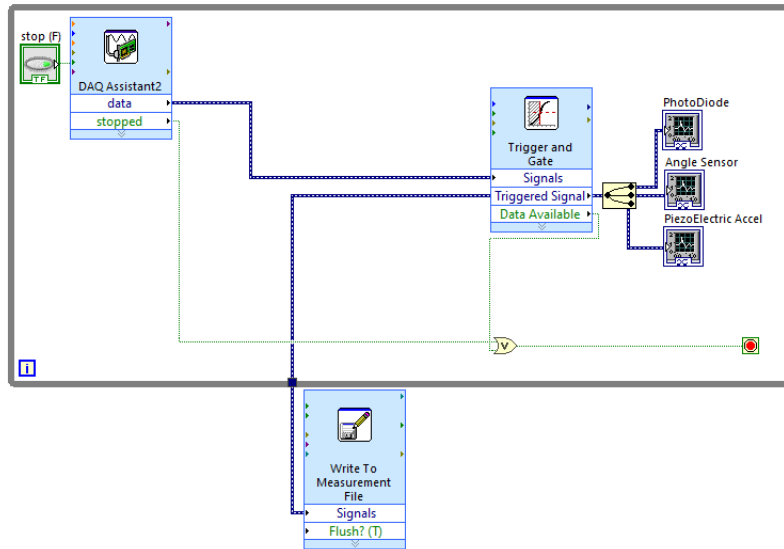 stop (F)
TF
DAQ Assistant2
data
stopped
Trigger and
Gate
Signals
Triggered Signal
Data Available
PhotoDiode
Angle Sensor
PiezoElectric Accel
V
i
Write To
Measurement
File
Signals
Flush? (T)